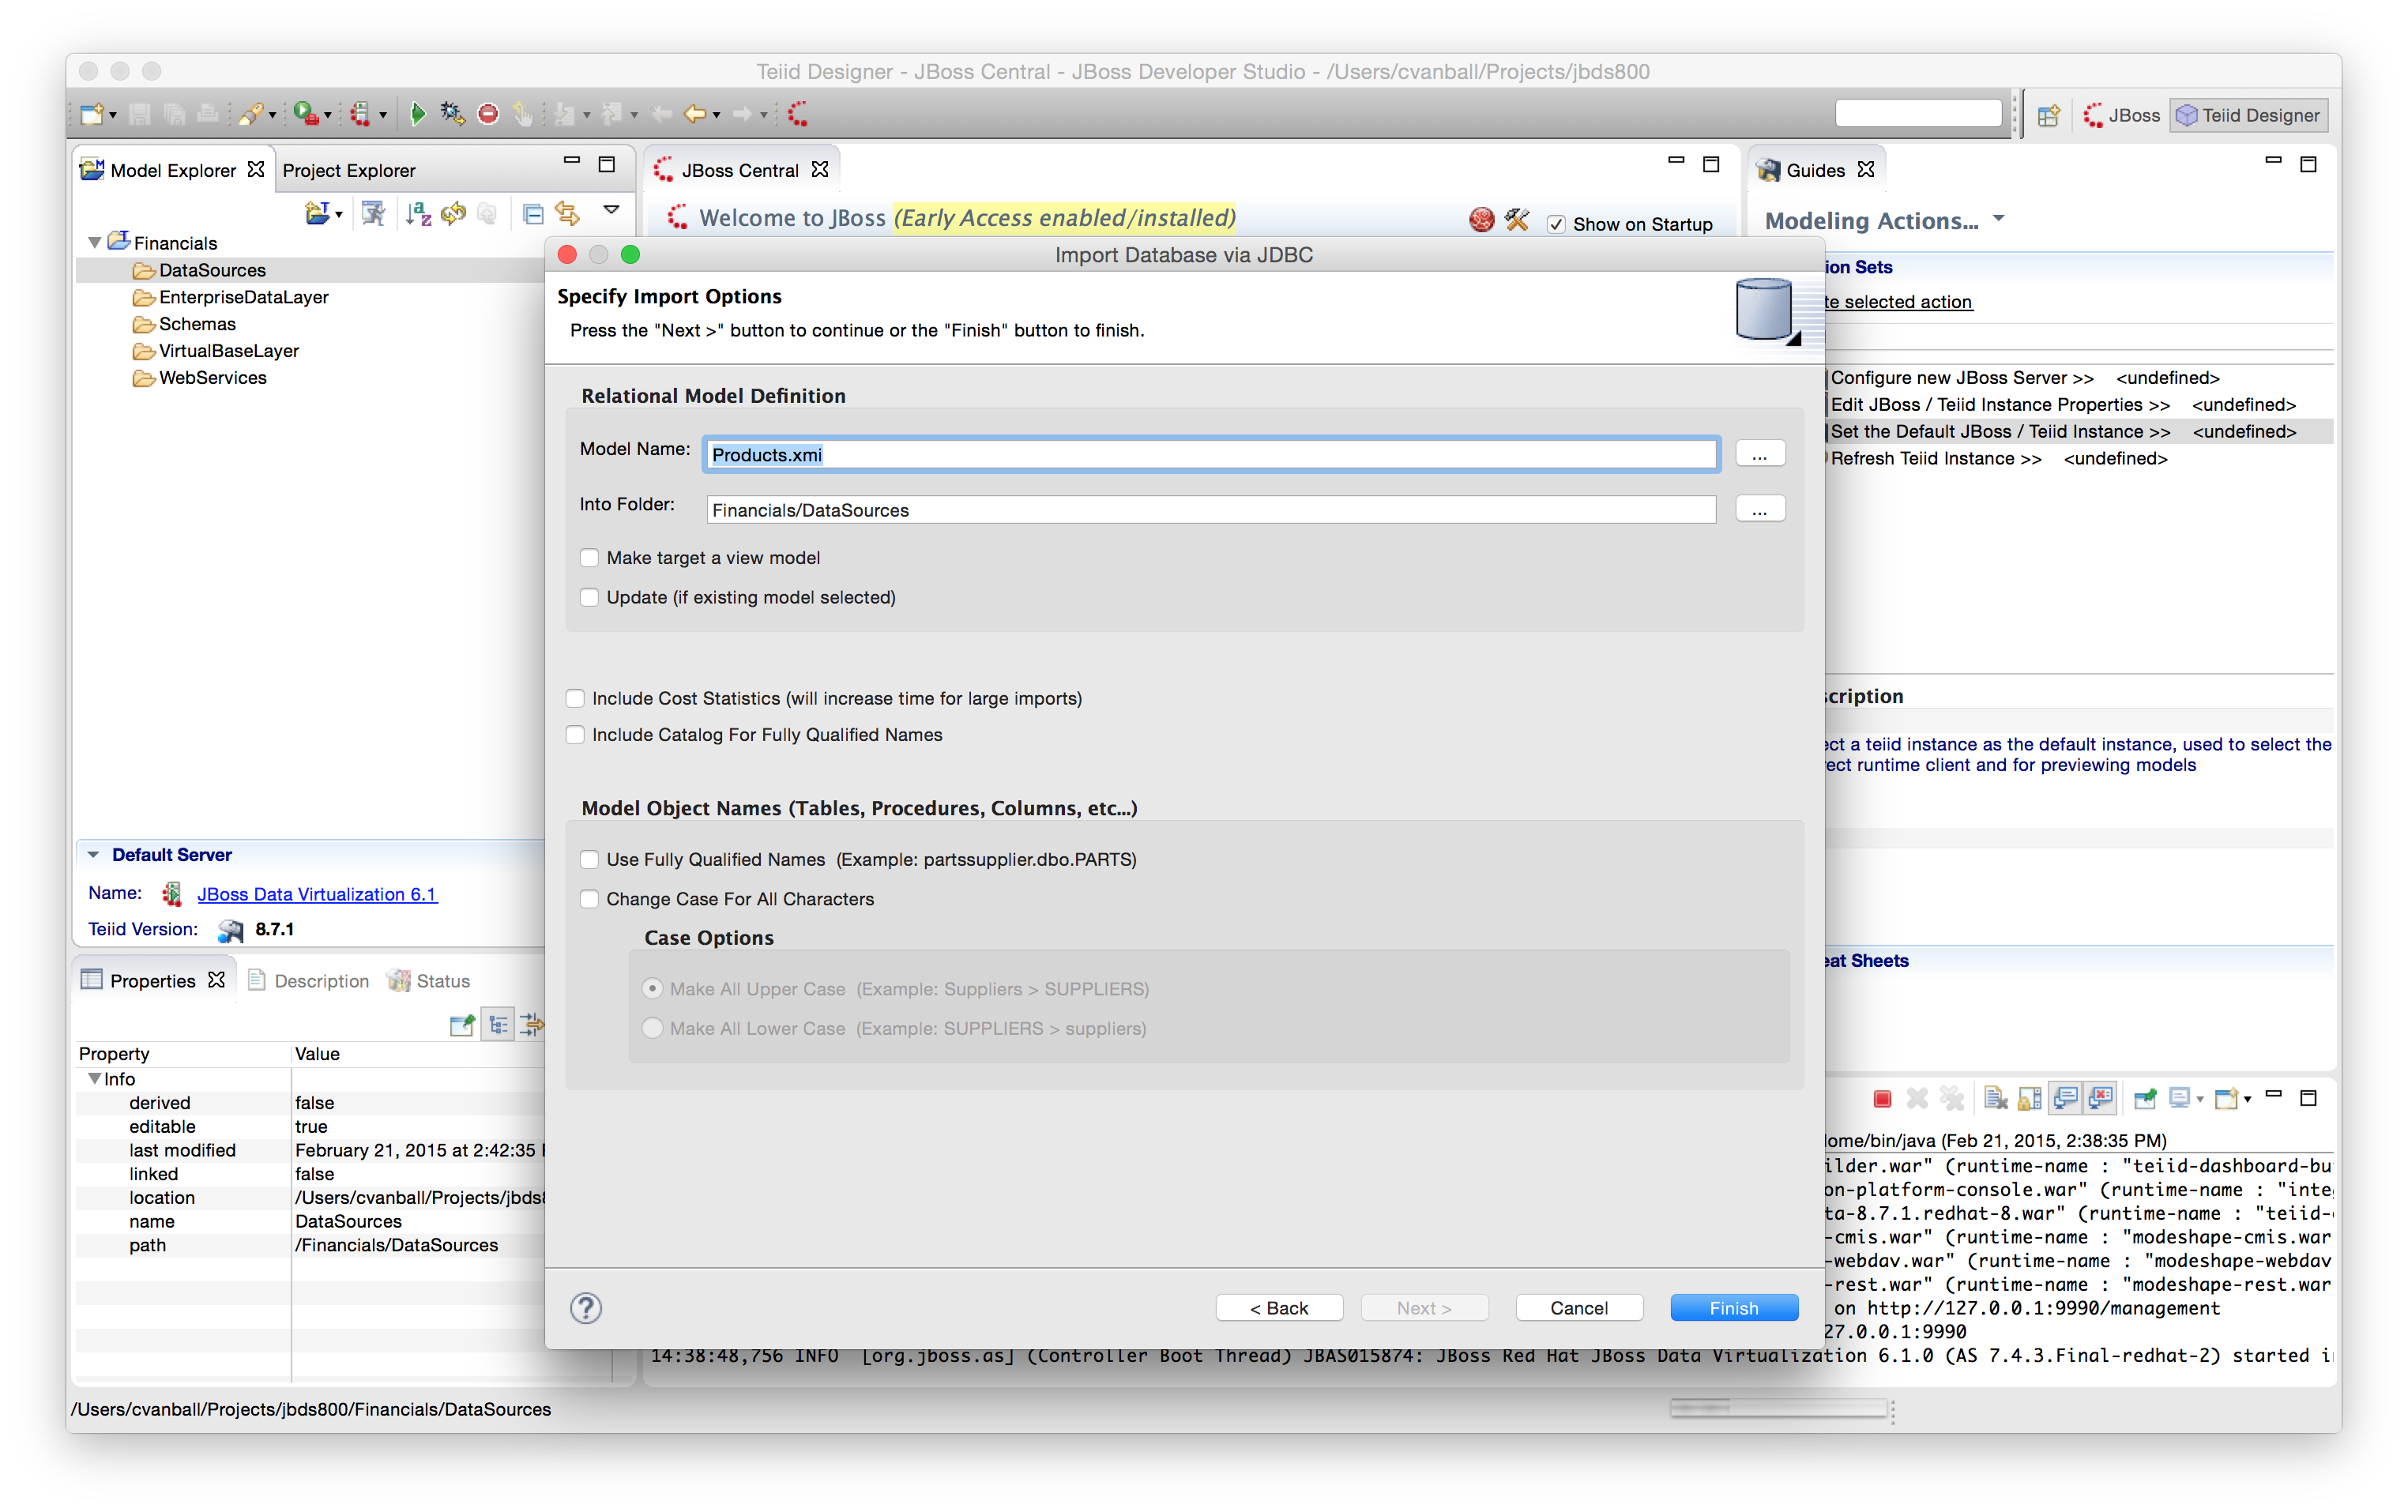 Teiid Designer - JBoss Central - JBoss Developer Studio - /Users/cvanball/Projects/jbds800
JBoss
Teiid Designer
Model Explorer
Project Explorer
Financials
DataSources
EnterpriseDataLayer
Schemas
VirtualBaseLayer
WebServices
JBoss Central
Welcome to JBoss (Early Access enabled/installed)
Show on Startup
Guides
Modeling Actions...
ion Sets
te selected action
Configure new JBoss Server >> <undefined>
Edit JBoss / Teiid Instance Properties >> <undefined>
Set the Default JBoss / Teiid Instance >> <undefined>
Refresh Teiid Instance >> <undefined>
scription
ect a teiid instance as the default instance, used to select the
rect runtime client and for previewing models
eat Sheets
Import Database via JDBC
Specify Import Options
Press the "Next >" button to continue or the "Finish" button to finish.
Relational Model Definition
Model Name:
Products.xmi
...
Into Folder:
Financials/DataSources
...
Make target a view model
Update (if existing model selected)
Include Cost Statistics (will increase time for large imports)
Include Catalog For Fully Qualified Names
Model Object Names (Tables, Procedures, Columns, etc...)
Use Fully Qualified Names (Example: partssupplier.dbo.PARTS)
Change Case For All Characters
Case Options
Make All Upper Case (Example: Suppliers > SUPPLIERS)
Make All Lower Case (Example: SUPPLIERS > suppliers)
< Back
Next >
Cancel
Finish
Default Server
Name:
JBoss Data Virtualization 6.1
Teiid Version:
8.7.1
Properties
Description
Status
Property Value
Info
derived false
editable true
last modified February 21, 2015 at 2:42:35
linked false
location /Users/cvanball/Projects/jbds8
name DataSources
path /Financials/DataSources
Home/bin/java (Feb 21, 2015, 2:38:35 PM)
ilder.war" (runtime-name : "teiid-dashboard-bu
on-platform-console.war" (runtime-name : "inte
ta-8.7.1.redhat-8.war" (runtime-name : "teiid-
-cmis.war" (runtime-name : "modeshape-cmis.war
-webdav.war" (runtime-name : "modeshape-webdav
-rest.war" (runtime-name : "modeshape-rest.war
on http://127.0.0.1:9990/management
27.0.0.1:9990
14:38:48,756 INFO [org.jboss.as] (Controller Boot Thread) JBAS015874: JBoss Red Hat JBoss Data Virtualization 6.1.0 (AS 7.4.3.Final-redhat-2) started i
/Users/cvanball/Projects/jbds800/Financials/DataSources